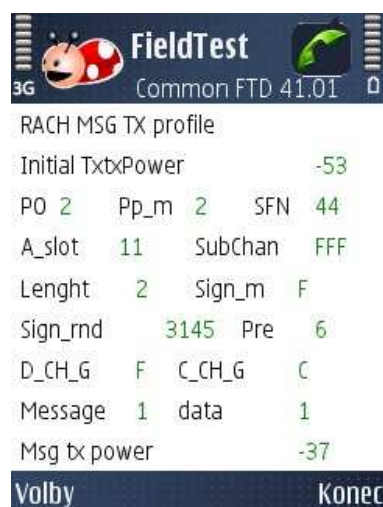 FieldTest
3G Common FTD 41.01
RACH MSG TX profile
Initial TxtxPower -53
PO 2 Pp_m 2 SFN 44
A_slot 11 SubChan FFF
Lenght 2 Sign_m F
Sign_rnd 3145 Pre 6
D_CH_G F C_CH_G C
Message 1 data 1
Msg tx power -37
Volby Konec